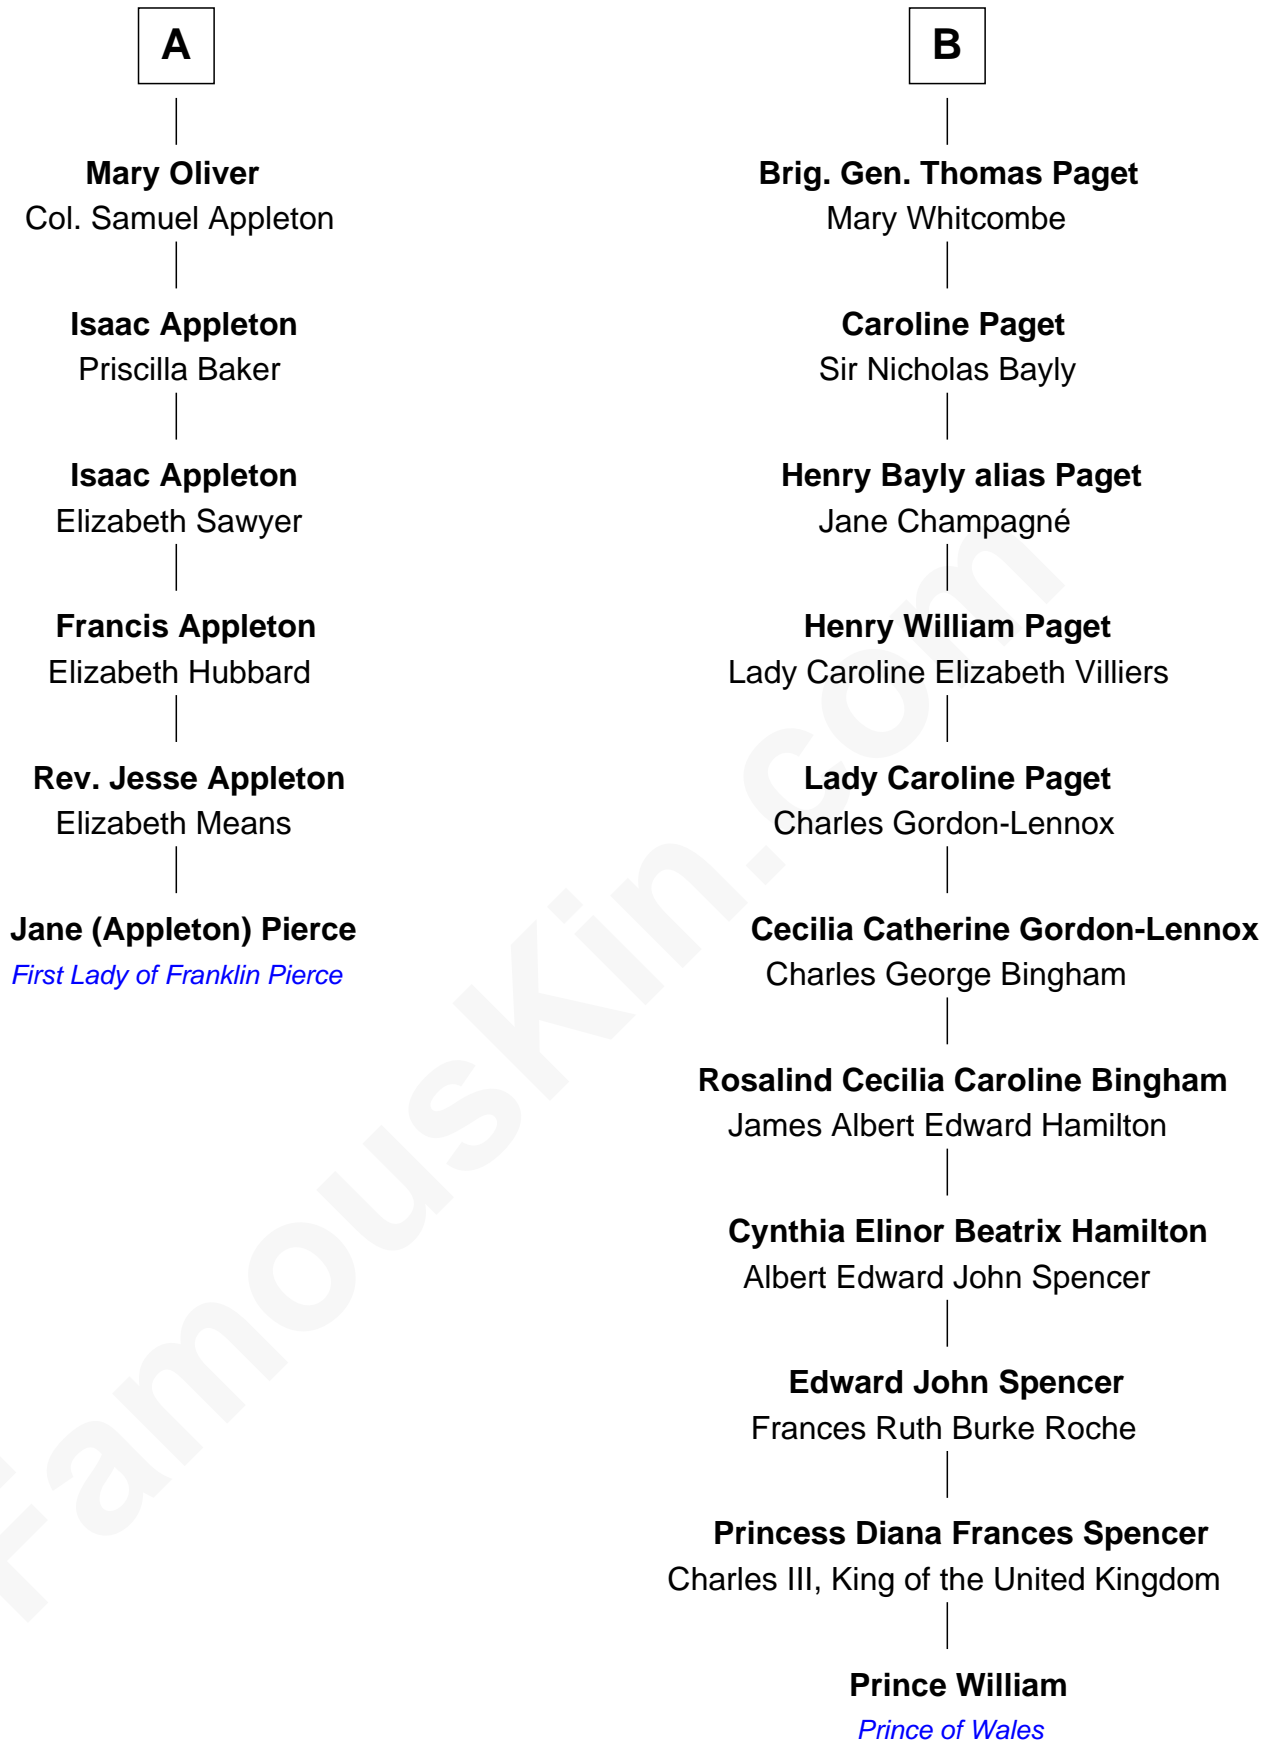 A
Mary Oliver
Col. Samuel Appleton
Isaac Appleton
Priscilla Baker
Isaac Appleton
Elizabeth Sawyer
Francis Appleton
Elizabeth Hubbard
Rev. Jesse Appleton
Elizabeth Means
Jane (Appleton) Pierce
First Lady of Franklin Pierce
B
Brig. Gen. Thomas Paget
Mary Whitcombe
Caroline Paget
Sir Nicholas Bayly
Henry Bayly alias Paget
Jane Champagné
Henry William Paget
Lady Caroline Elizabeth Villiers
Lady Caroline Paget
Charles Gordon-Lennox
Cecilia Catherine Gordon-Lennox
Charles George Bingham
Rosalind Cecilia Caroline Bingham
James Albert Edward Hamilton
Cynthia Elinor Beatrix Hamilton
Albert Edward John Spencer
Edward John Spencer
Frances Ruth Burke Roche
Princess Diana Frances Spencer
Charles III, King of the United Kingdom
Prince William
Prince of Wales
FamousKin.com